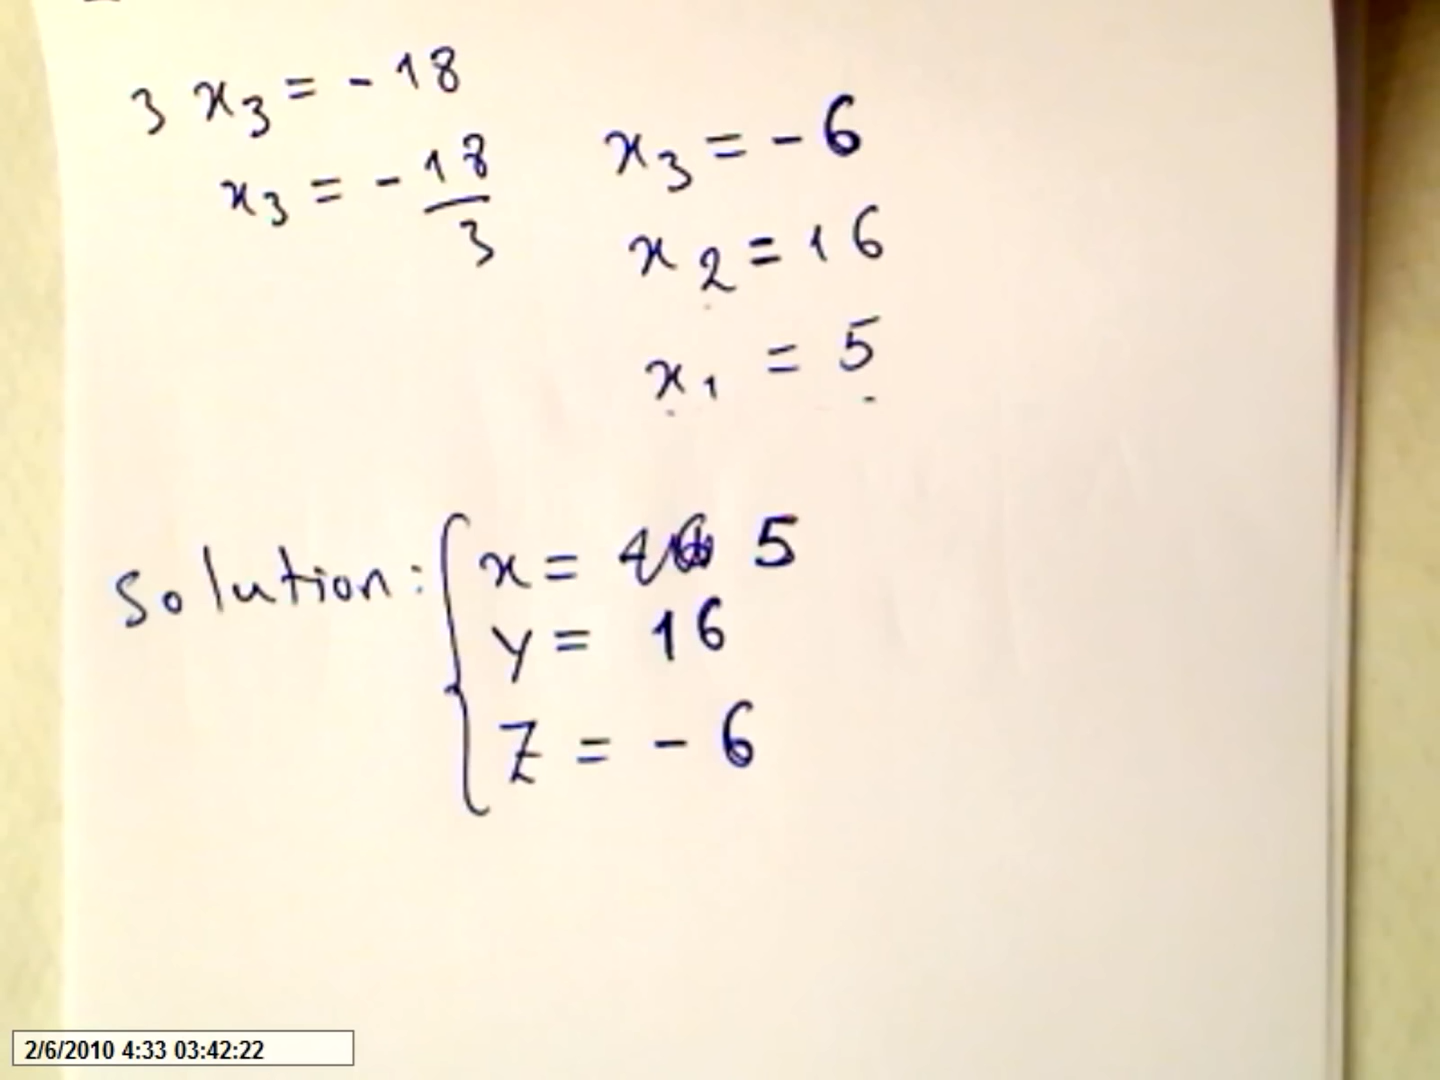 3 x₃ = - 18
x₃ = - 18/3
x₃ = - 6
x₂ = 16
x₁ = 5
Solution: { x = 5
y = 16
z = - 6
2/6/2010 4:33 03:42:22